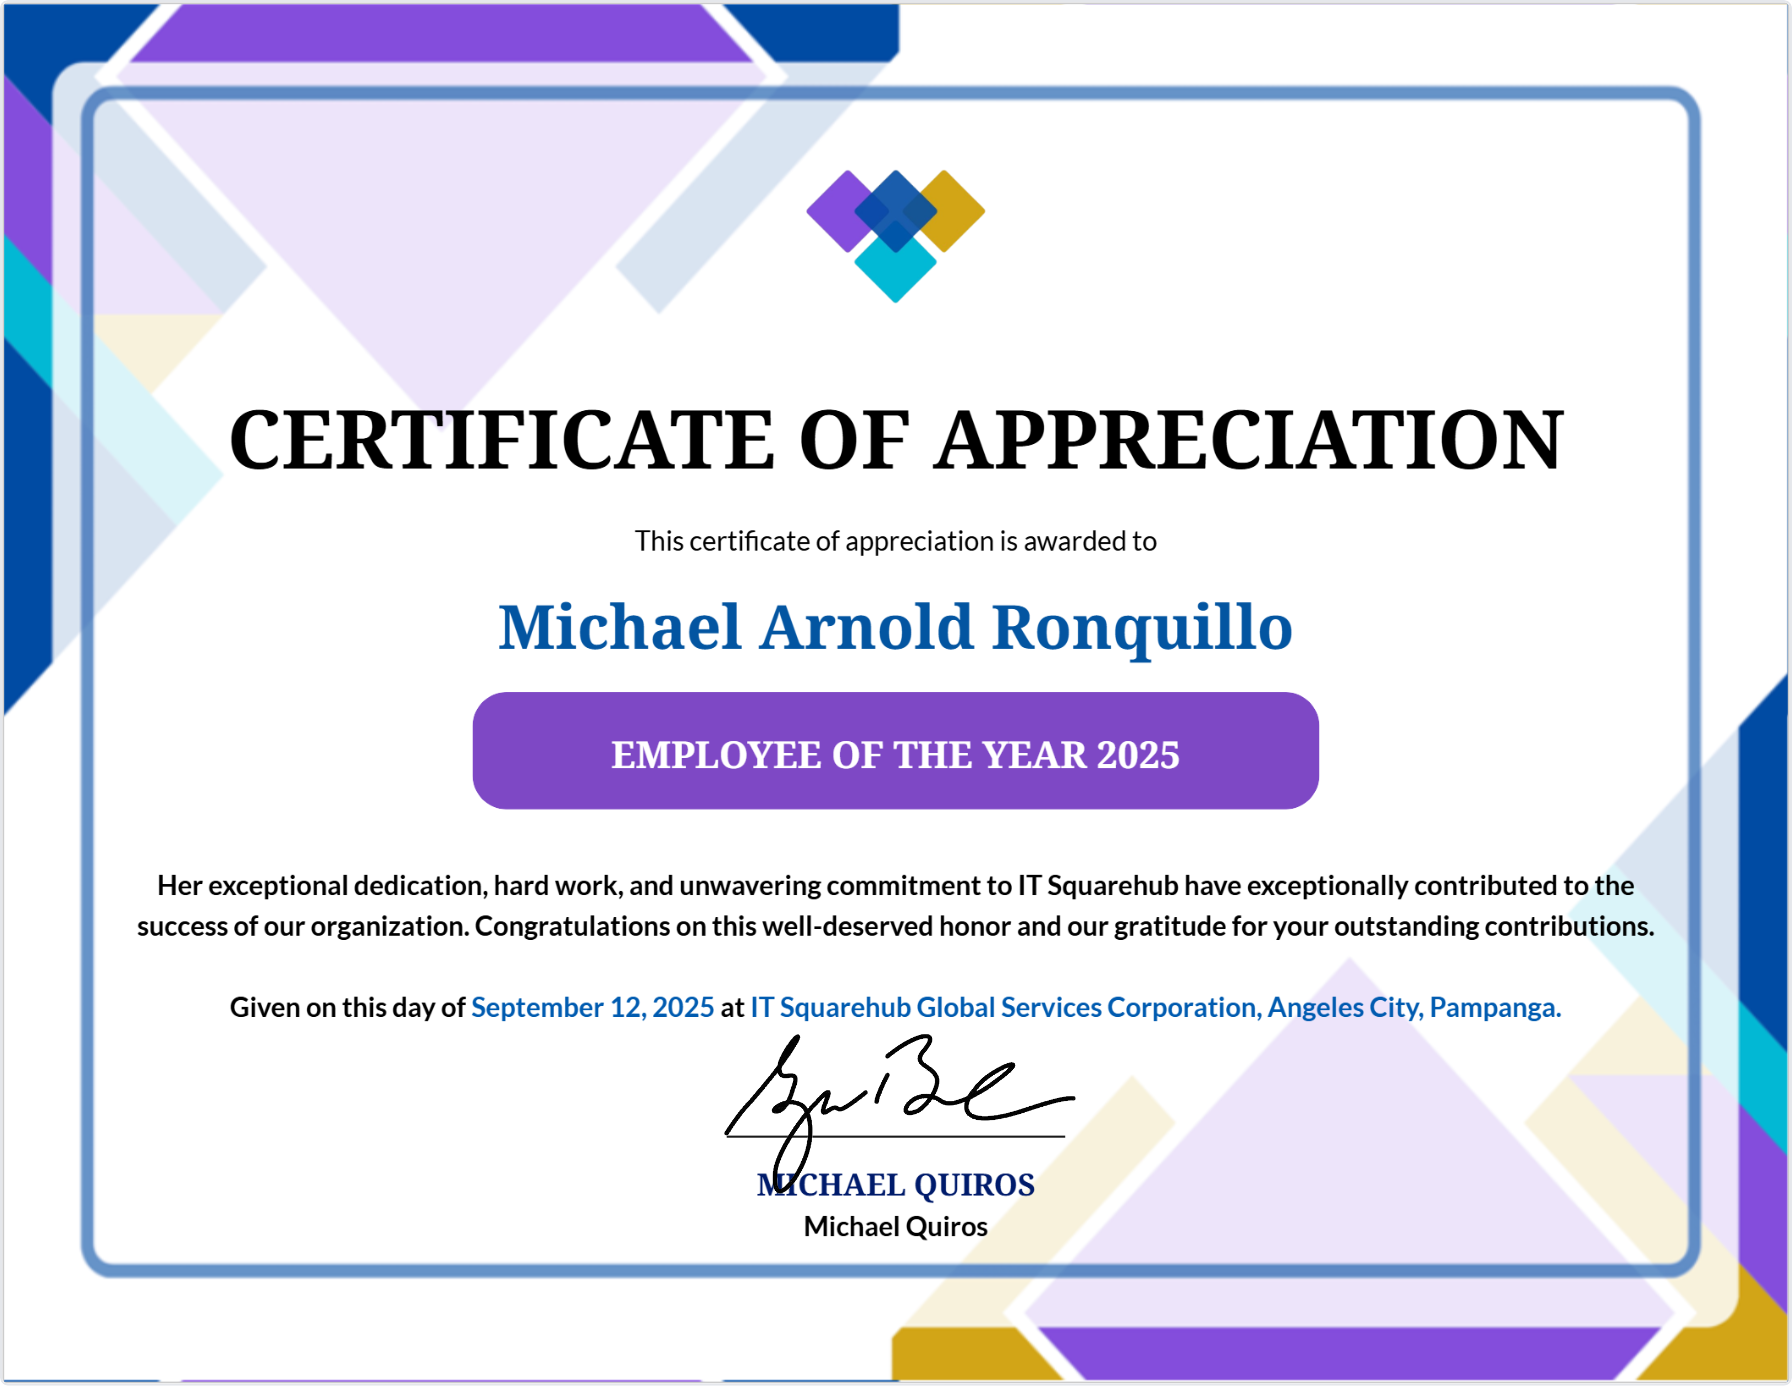 CERTIFICATE OF APPRECIATION
This certificate of appreciation is awarded to
Michael Arnold Ronquillo
EMPLOYEE OF THE YEAR 2025
Her exceptional dedication, hard work, and unwavering commitment to IT Squarehub have exceptionally contributed to the
success of our organization. Congratulations on this well-deserved honor and our gratitude for your outstanding contributions.
Given on this day of September 12, 2025 at IT Squarehub Global Services Corporation, Angeles City, Pampanga.
MICHAEL QUIROS
Michael Quiros